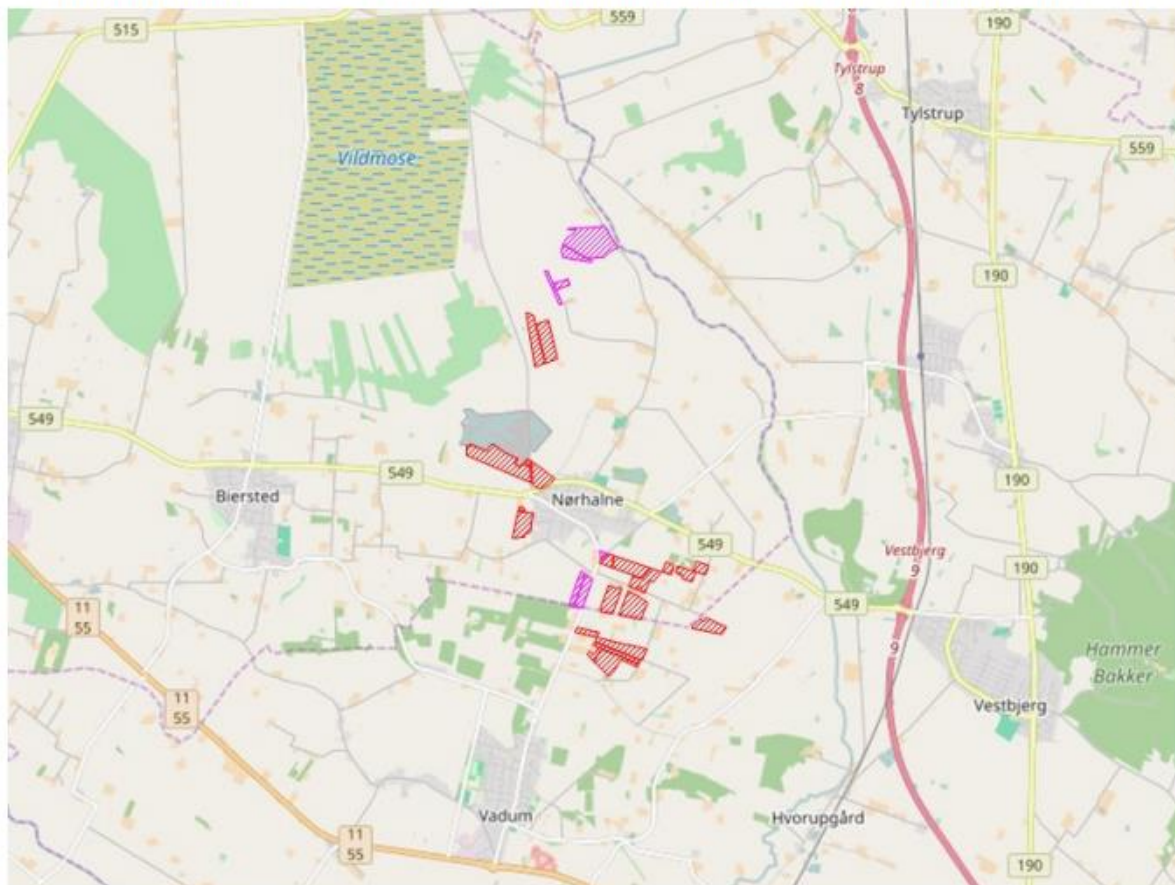 515
559
190
Tylstrup
8
Tylstrup
559
Vildmose
190
549
549
Biersted
Nørhalne
190
549
Vestbjerg
9
190
11
55
549
9
Hammer
Bakker
11
55
Vestbjerg
Vadum
Hvorupgård
11
55
190